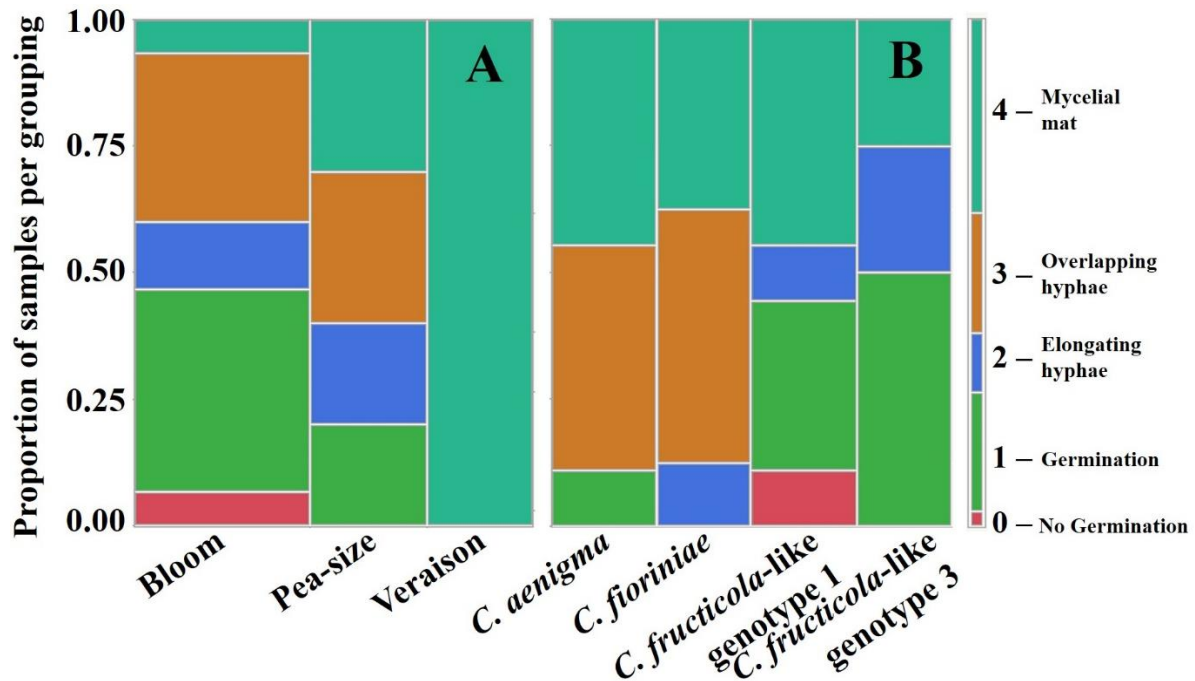 Proportion of samples per grouping
1.00
0.75
0.50
0.25
0.00
A
B
Bloom
Pea-size
Veraison
C. aenigma
C. fioriniae
C. fructicola-like
genotype 1
C. fructicola-like
genotype 3
4 — Mycelial
mat
3 — Overlapping
hyphae
2 — Elongating
hyphae
1 — Germination
0 — No Germination